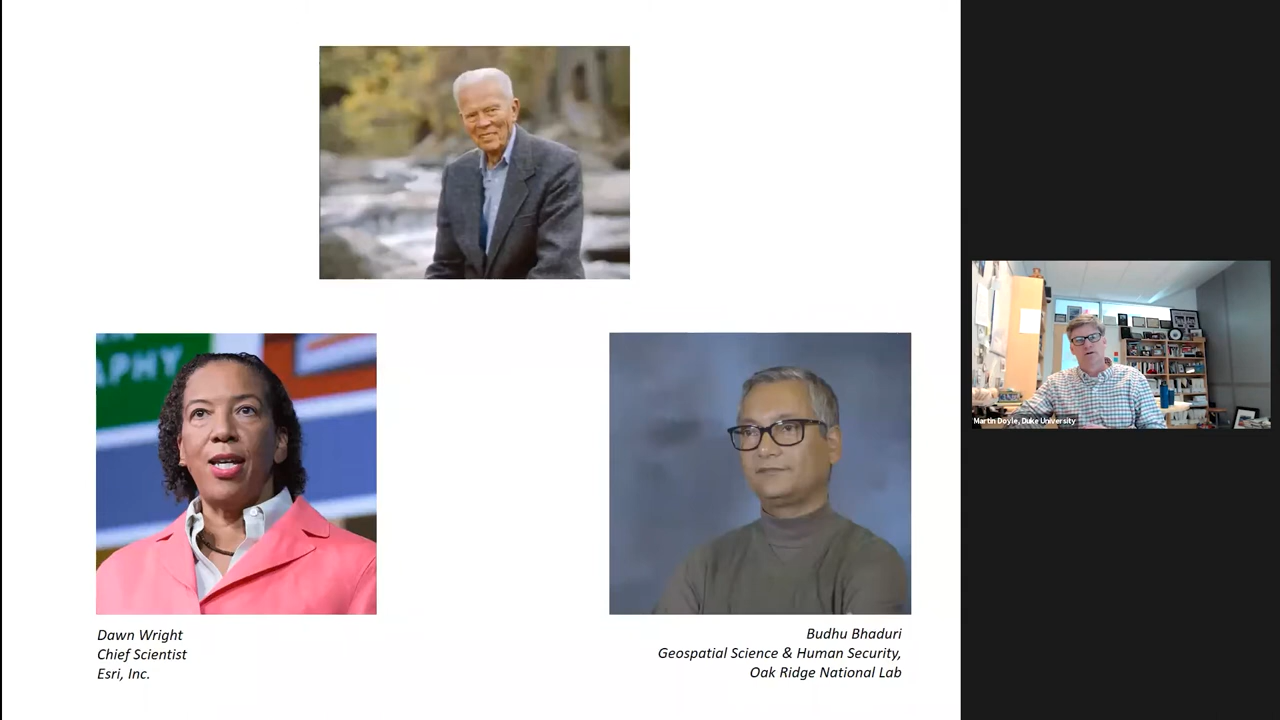 APHY
Dawn Wright
Chief Scientist
Esri, Inc.
Budhu Bhaduri
Geospatial Science & Human Security,
Oak Ridge National Lab
Martin Doyle, Duke University